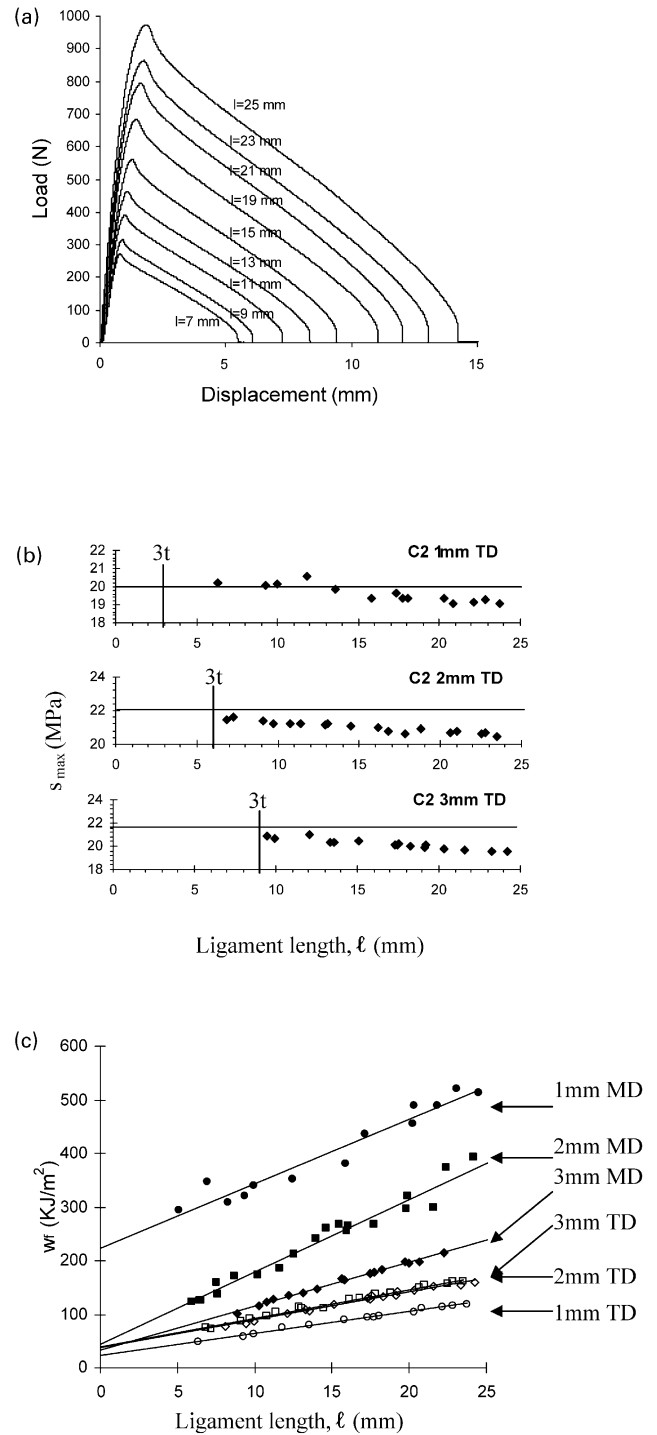 (a)
1000
900
800
700
600
500
400
300
200
100
0
Load (N)
l=25 mm
l=23 mm
l=21 mm
l=19 mm
l=15 mm
l=13 mm
l=11 mm
l=9 mm
l=7 mm
0 5 10 15
Displacement (mm)
(b)
3t
C2 1mm TD
22
21
20
19
18
0 5 10 15 20 25
3t
C2 2mm TD
24
22
20
0 5 10 15 20 25
3t
C2 3mm TD
24
22
20
18
0 5 10 15 20 25
s max (MPa)
Ligament length, ℓ (mm)
(c)
600
500
400
300
200
100
0
wf (KJ/m²)
1mm MD
2mm MD
3mm MD
3mm TD
2mm TD
1mm TD
0 5 10 15 20 25
Ligament length, ℓ (mm)